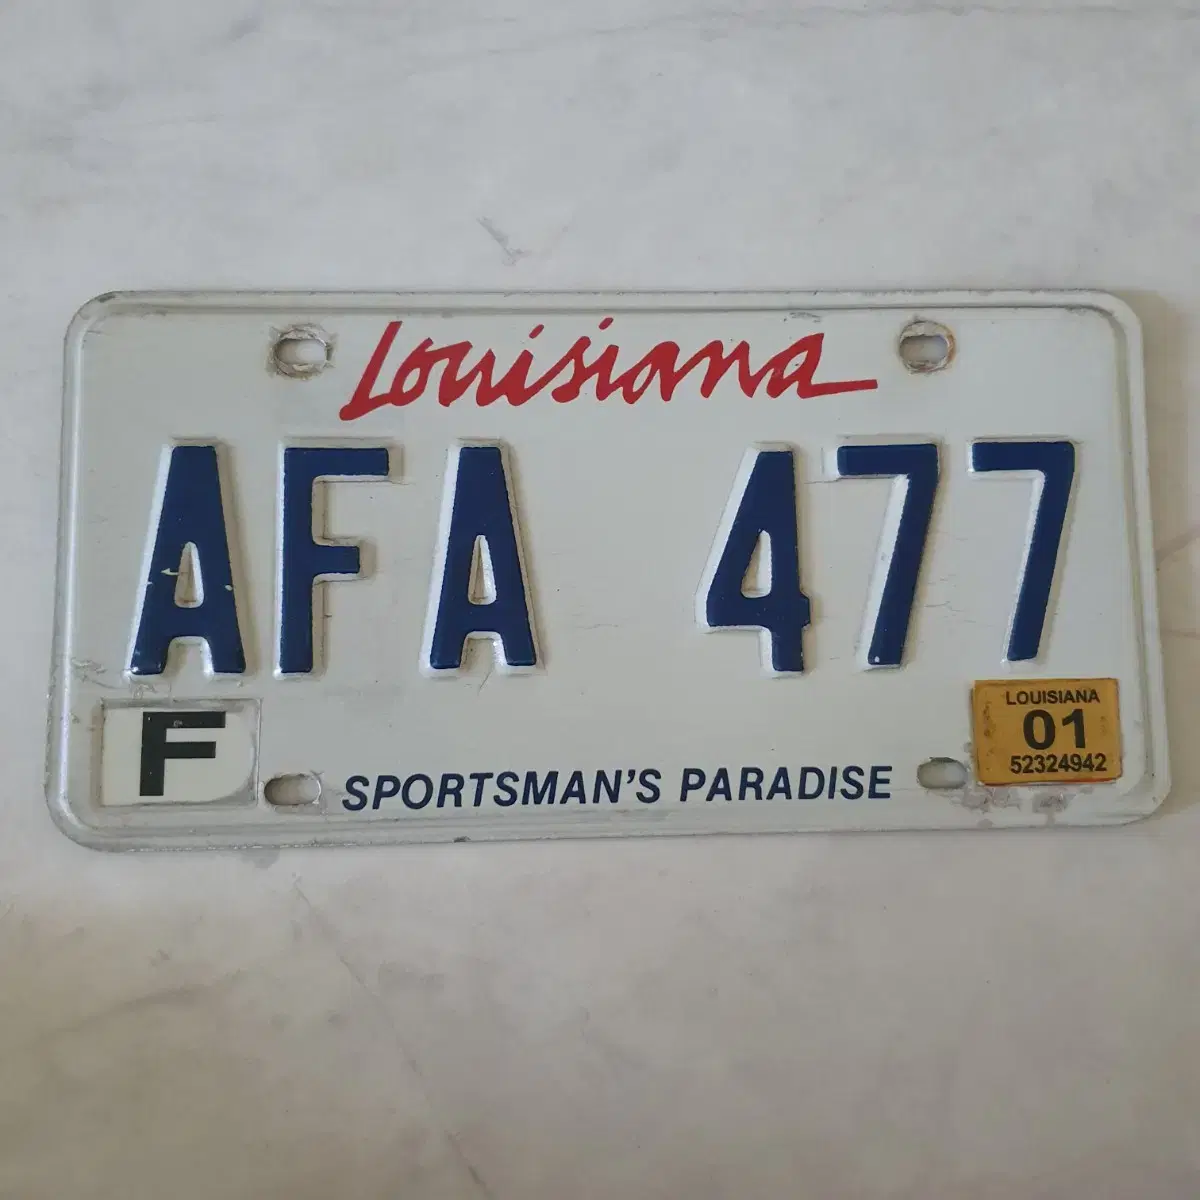 Louisiana
AFA 477
F
SPORTSMAN'S PARADISE
LOUISIANA
01
52324942